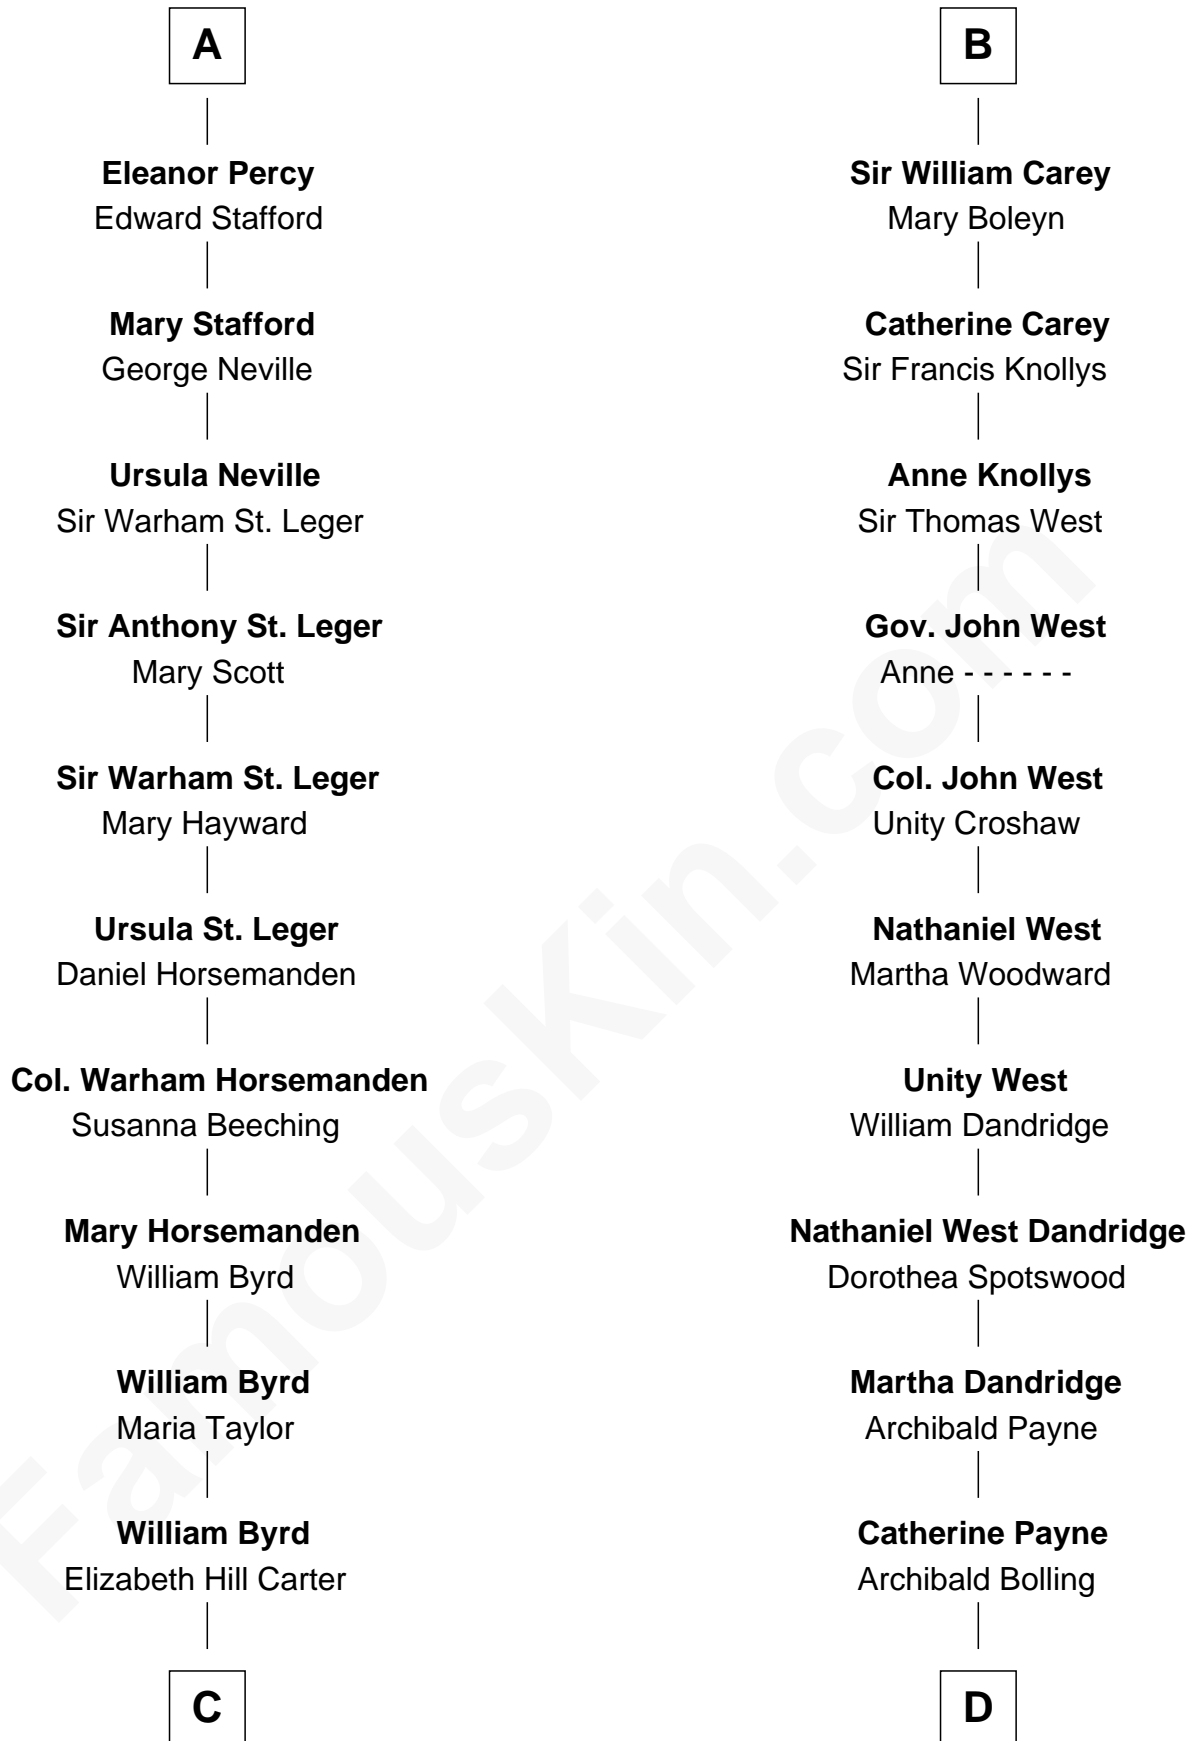 A
Eleanor Percy
Edward Stafford
Mary Stafford
George Neville
Ursula Neville
Sir Warham St. Leger
Sir Anthony St. Leger
Mary Scott
Sir Warham St. Leger
Mary Hayward
Ursula St. Leger
Daniel Horsemanden
Col. Warham Horsemanden
Susanna Beeching
Mary Horsemanden
William Byrd
William Byrd
Maria Taylor
William Byrd
Elizabeth Hill Carter
C
B
Sir William Carey
Mary Boleyn
Catherine Carey
Sir Francis Knollys
Anne Knollys
Sir Thomas West
Gov. John West
Anne - - - - - -
Col. John West
Unity Croshaw
Nathaniel West
Martha Woodward
Unity West
William Dandridge
Nathaniel West Dandridge
Dorothea Spotswood
Martha Dandridge
Archibald Payne
Catherine Payne
Archibald Bolling
D
FamousKin.com